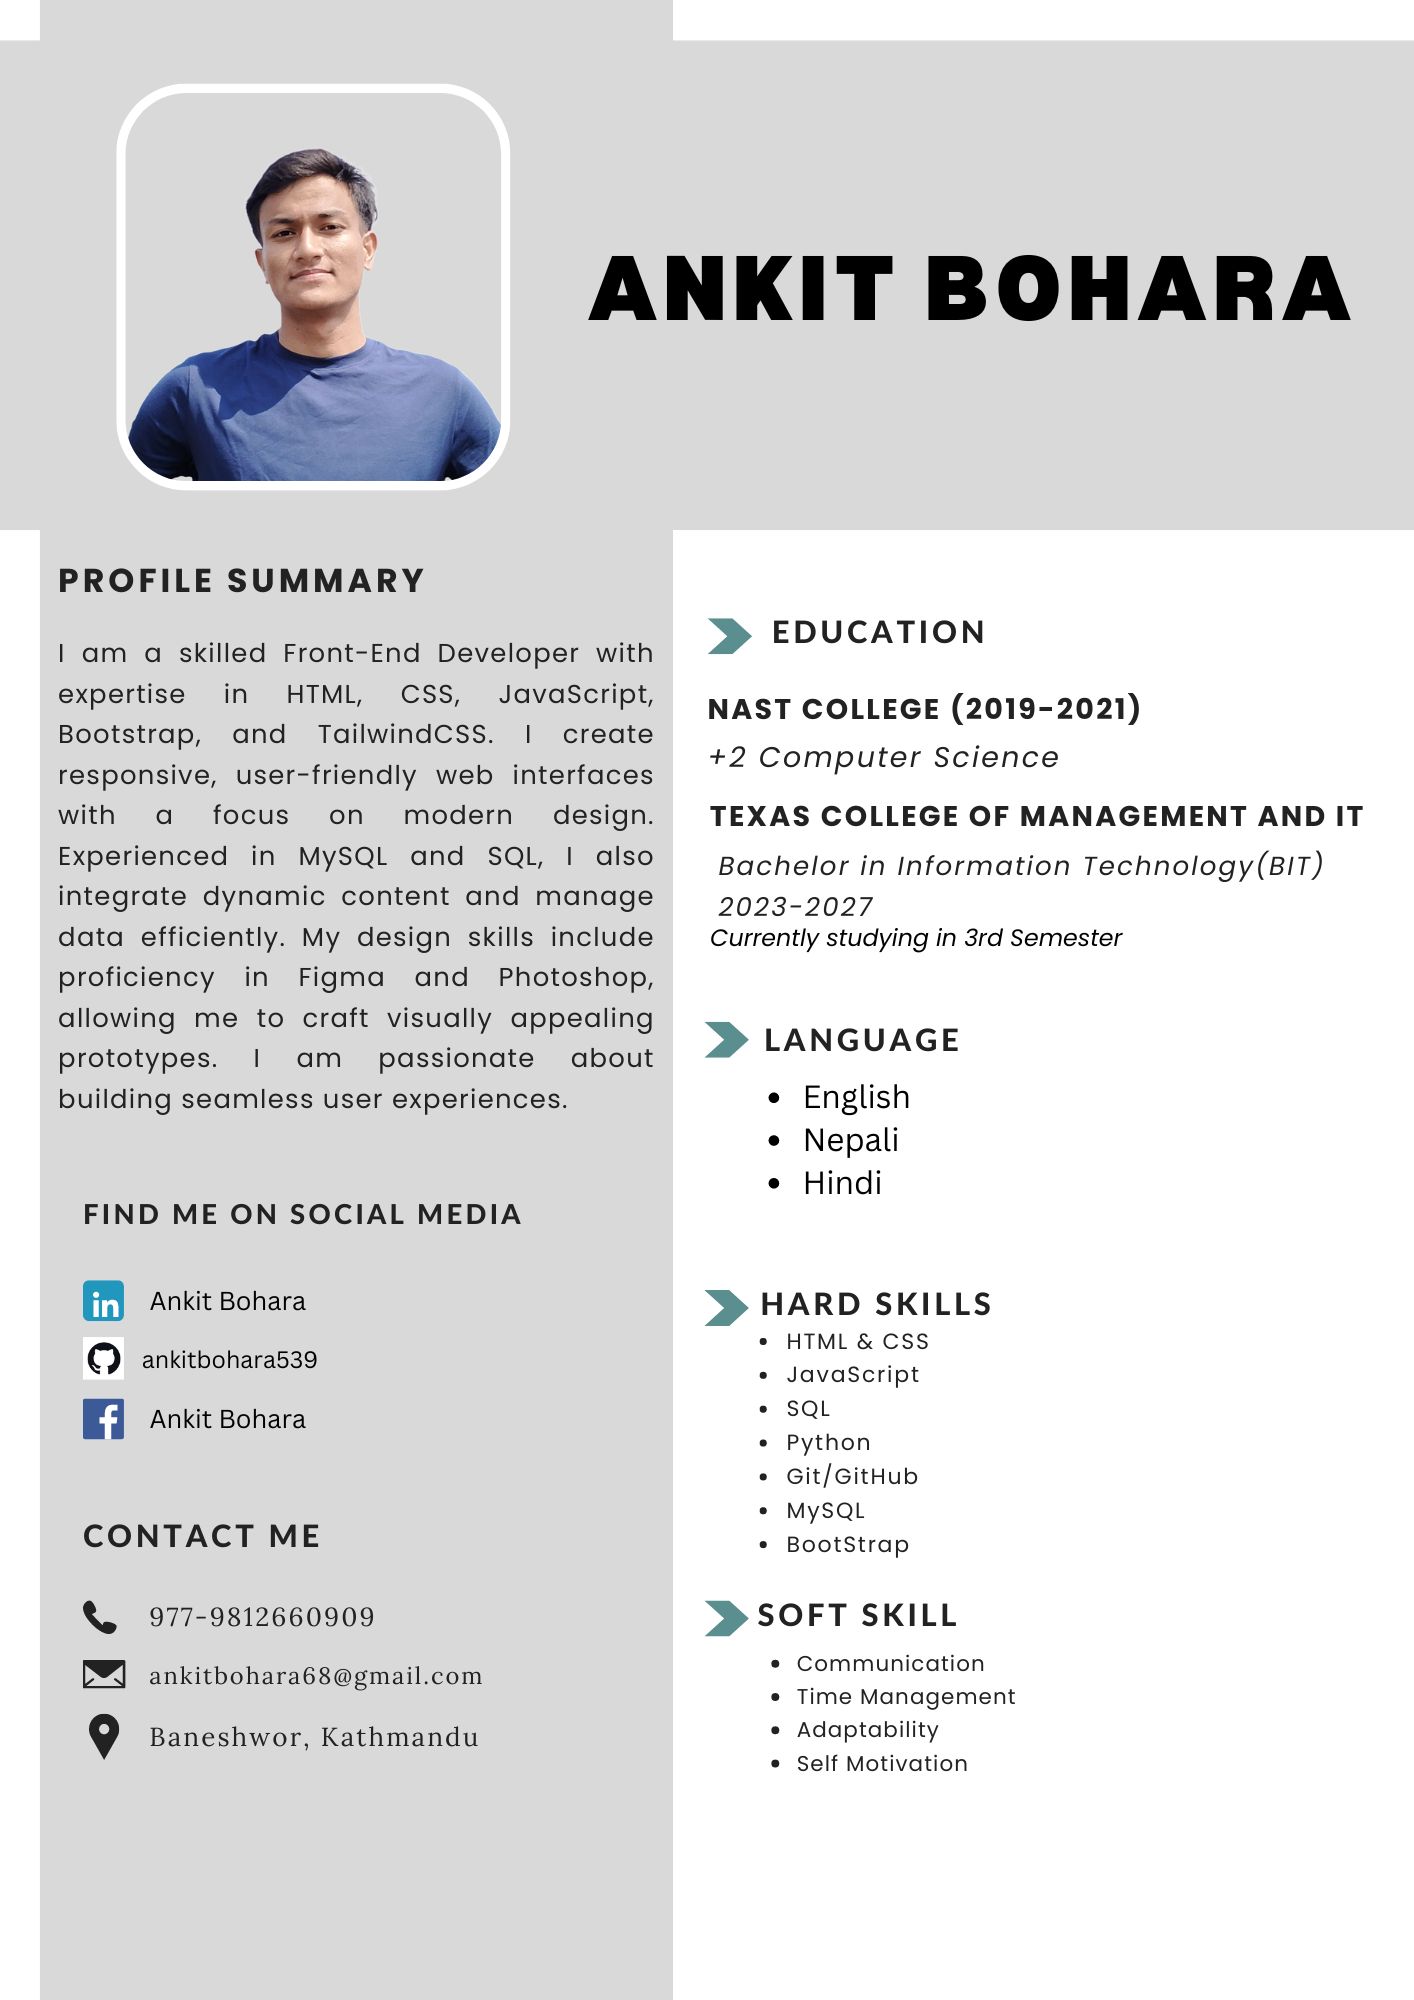 ANKIT BOHARA
PROFILE SUMMARY
I am a skilled Front-End Developer with
expertise in HTML, CSS, JavaScript,
Bootstrap, and TailwindCSS. I create
responsive, user-friendly web interfaces
with a focus on modern design.
Experienced in MySQL and SQL, I also
integrate dynamic content and manage
data efficiently. My design skills include
proficiency in Figma and Photoshop,
allowing me to craft visually appealing
prototypes. I am passionate about
building seamless user experiences.
FIND ME ON SOCIAL MEDIA
in Ankit Bohara
ankitbohara539
f Ankit Bohara
CONTACT ME
977-9812660909
ankitbohara68@gmail.com
Baneshwor, Kathmandu
EDUCATION
NAST COLLEGE (2019-2021)
+2 Computer Science
TEXAS COLLEGE OF MANAGEMENT AND IT
Bachelor in Information Technology(BIT)
2023-2027
Currently studying in 3rd Semester
LANGUAGE
• English
• Nepali
• Hindi
HARD SKILLS
• HTML & CSS
• JavaScript
• SQL
• Python
• Git/GitHub
• MySQL
• BootStrap
SOFT SKILL
• Communication
• Time Management
• Adaptability
• Self Motivation